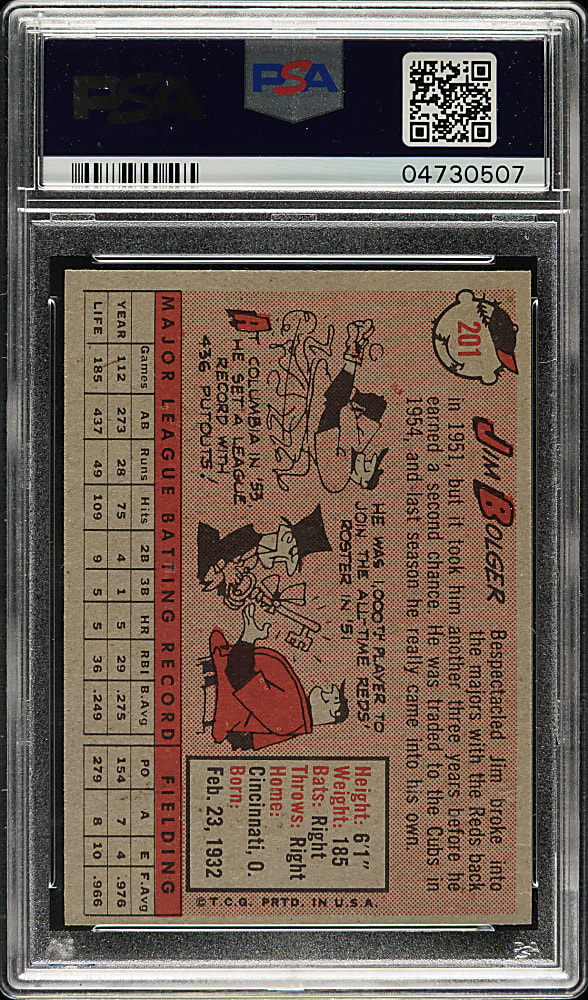 PSA
PSA
04730507
201
JIM BOLGER
Bespectacled Jim broke into
the majors with the Reds back
in 1951, but it took him another three years before he
earned a second chance. He was traded to the Cubs in
1954, and last season he really came into his own.
AT COLUMBIA IN '53,
HE SET A LEAGUE
RECORD WITH
436 PUTOUTS!
HE WAS 1,000TH PLAYER TO
JOIN THE ALL-TIME REDS'
ROSTER IN '51
Height: 6'1"
Weight: 185
Bats: Right
Throws: Right
Home:
Cincinnati, O.
Born:
Feb. 23, 1932
MAJOR LEAGUE BATTING RECORD FIELDING
Games AB Runs Hits 2B 3B HR RBI B.Avg PO A E F.Avg
YEAR 112 273 28 75 4 1 5 29 .275 154 7 4 .976
LIFE 185 437 49 109 9 5 5 36 .249 279 8 10 .966
© T.C.G. PRTD. IN U.S.A.